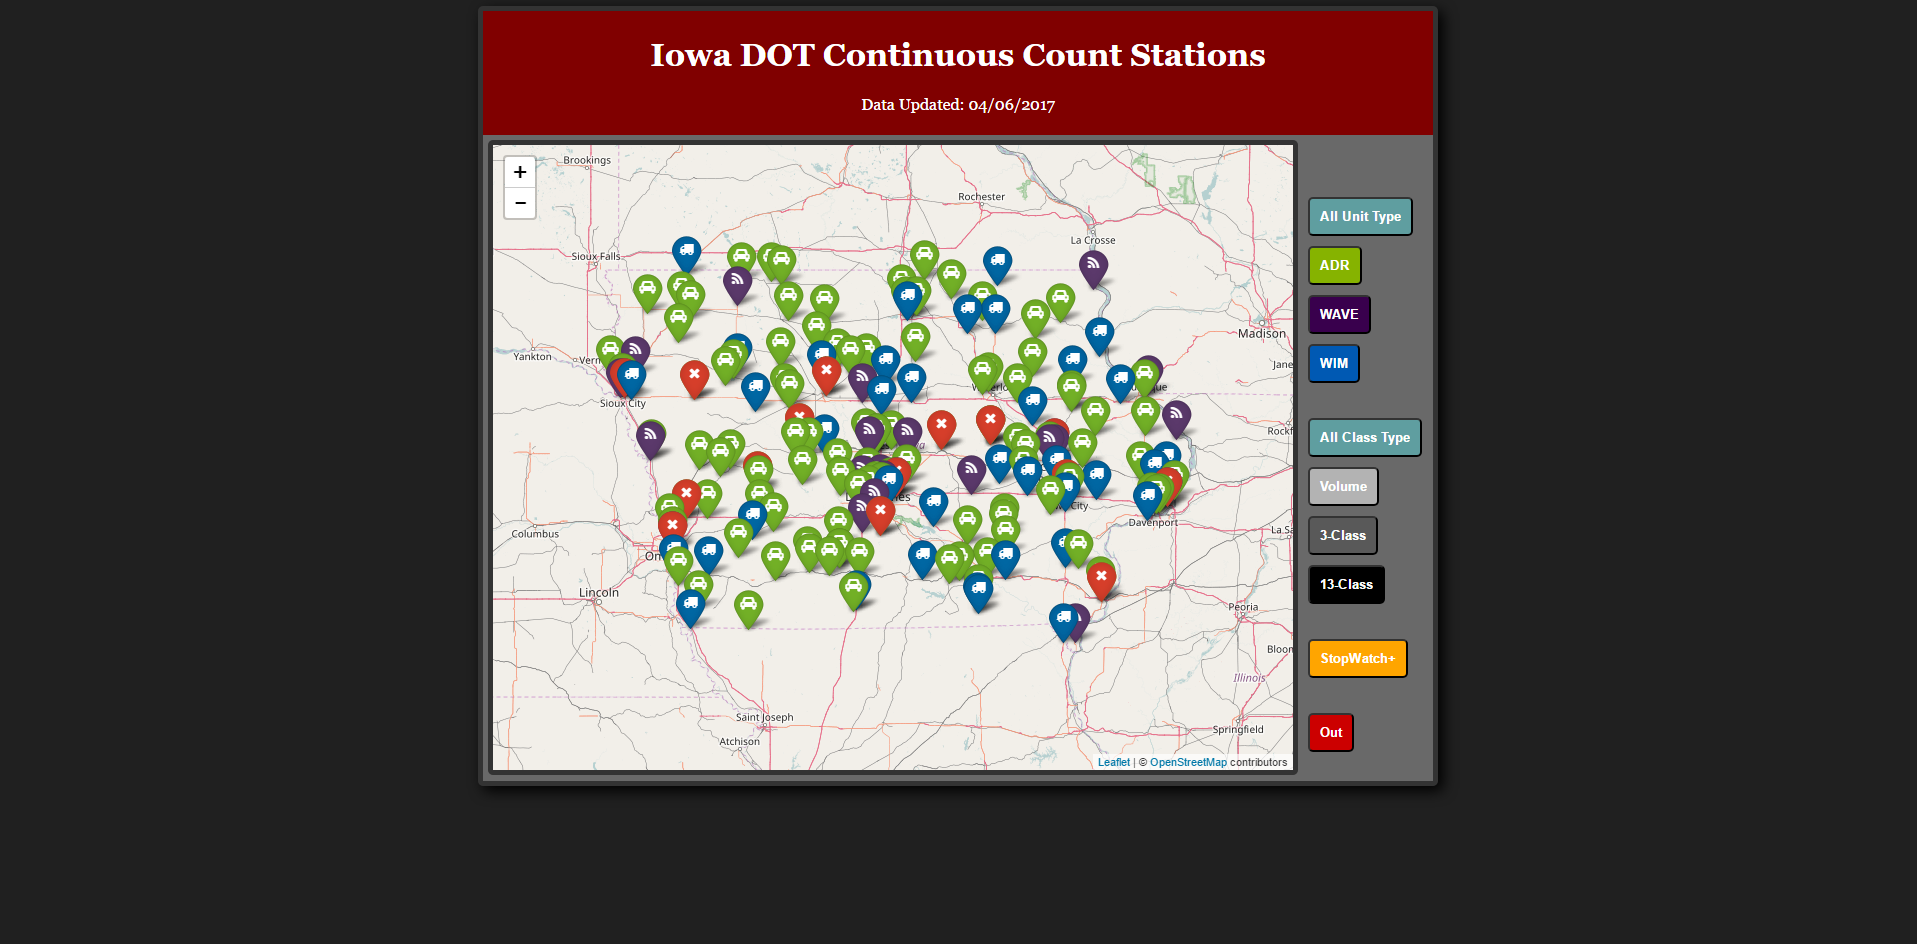 Iowa DOT Continuous Count Stations
Data Updated: 04/06/2017
+
−
Brookings
Rochester
La Crosse
Sioux Falls
Madison
Yankton
Sioux City
Columbus
Davenport
Lincoln
Peoria
Illinois
Saint Joseph
Springfield
Atchison
Leaflet | © OpenStreetMap contributors
All Unit Type
ADR
WAVE
WIM
All Class Type
Volume
3-Class
13-Class
StopWatch+
Out